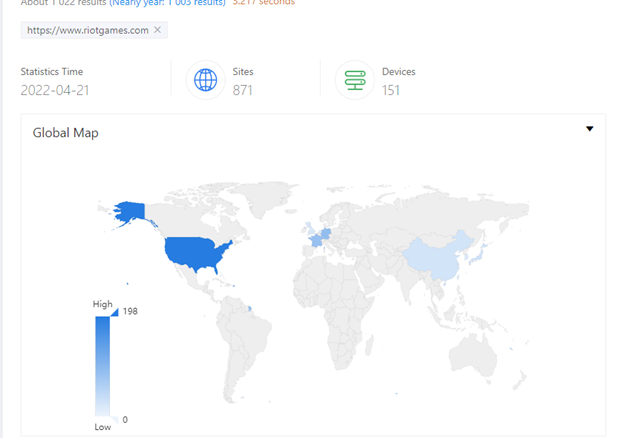 About 1 022 results (Nearly year: 1 003 results) 3.217 seconds
https://www.riotgames.com ×
Statistics Time
2022-04-21
Sites
871
Devices
151
Global Map
High
198
0
Low